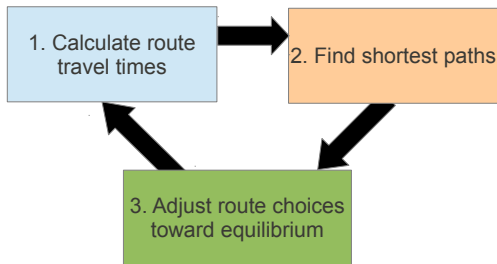 1. Calculate route
travel times
2. Find shortest paths
3. Adjust route choices
toward equilibrium